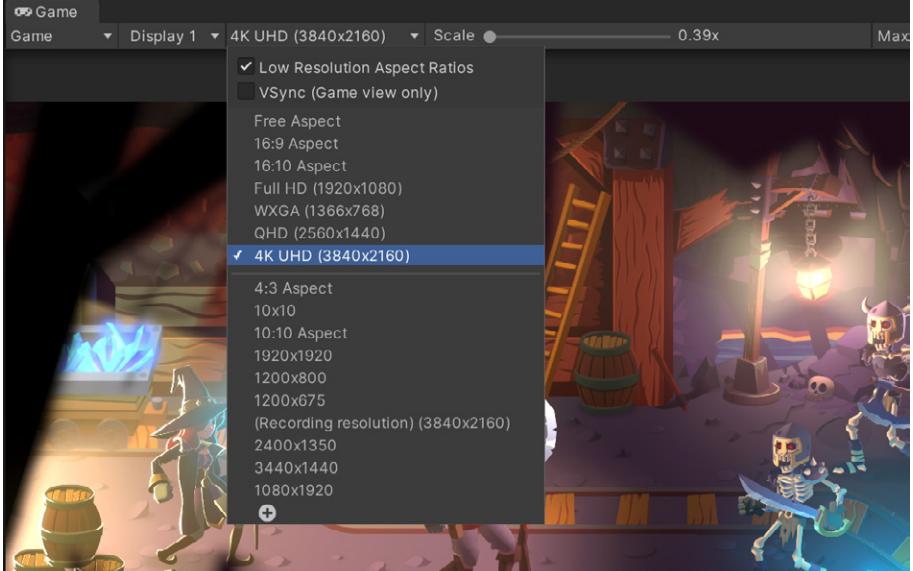 Game
Game Display 1 4K UHD (3840x2160) Scale 0.39x Max
Low Resolution Aspect Ratios
VSync (Game view only)
Free Aspect
16:9 Aspect
16:10 Aspect
Full HD (1920x1080)
WXGA (1366x768)
QHD (2560x1440)
4K UHD (3840x2160)
4:3 Aspect
10x10
10:10 Aspect
1920x1920
1200x800
1200x675
(Recording resolution) (3840x2160)
2400x1350
3440x1440
1080x1920